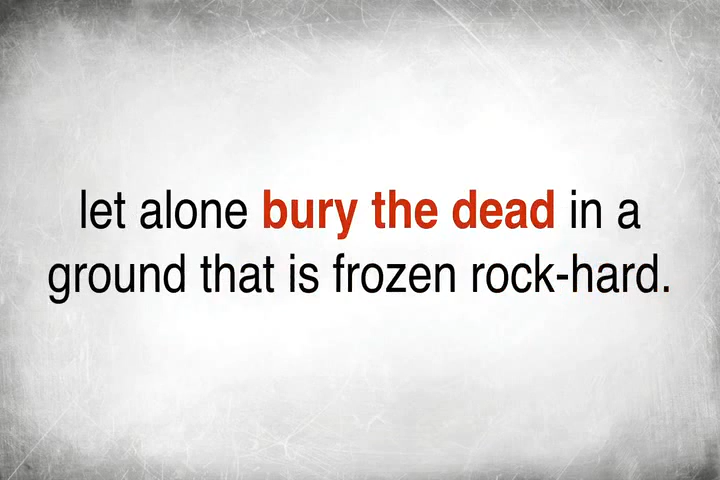 let alone bury the dead in a
ground that is frozen rock-hard.